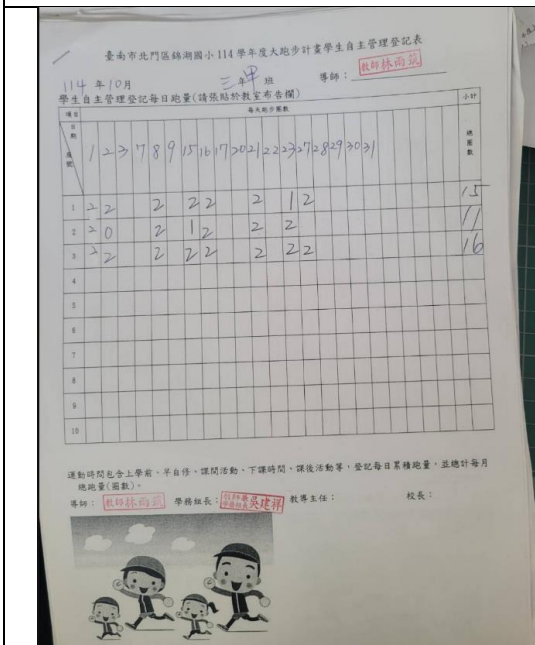 臺南市北門區錦湖國小 114 學年度大跑步計畫學生自主管理登記表
114 年 10 月 三 年 甲 班 導師： 教師林雨筑
學生自主管理登記每日跑量(請張貼於教室布告欄)
項目 每天跑步圈數 小計
日期 座號 1 2 3 7 8 9 15 16 17 20 21 22 23 27 28 29 30 31 總圈數
1 2 2 2 2 2 2 1 2 15
2 2 0 2 1 2 2 2 11
3 2 2 2 2 2 2 2 2 16
4
5
6
7
8
9
10
運動時間包含上學前、早自修、課間活動、下課時間、課後活動等，登記每日累積跑量，並總計每月
總跑量(圈數)。
導師： 教師林雨筑 學務組長： 吳建祥 教導主任： 校長：